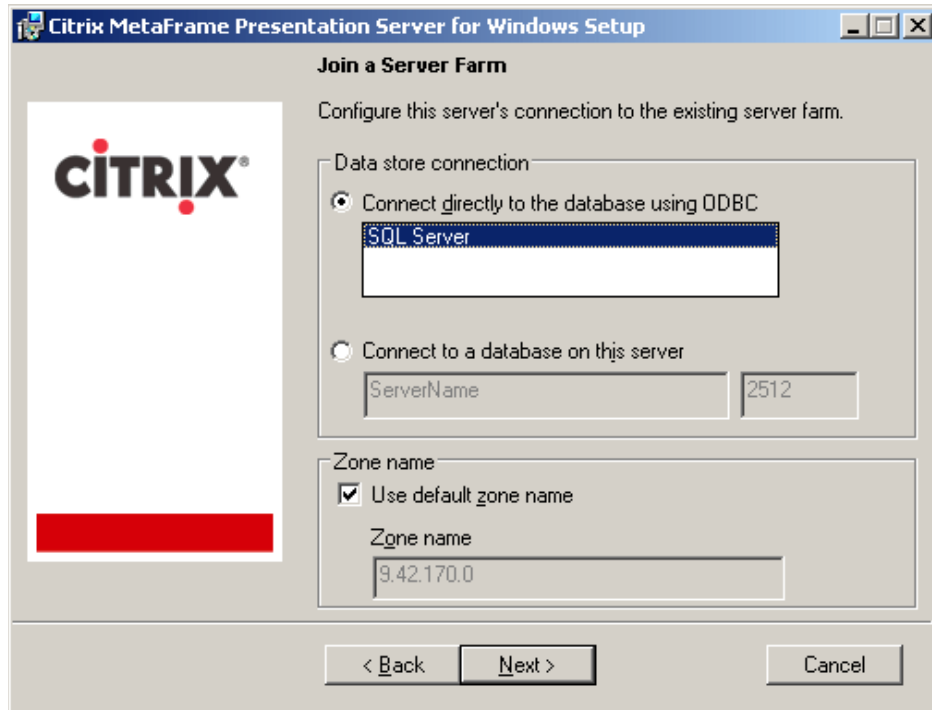 Citrix MetaFrame Presentation Server for Windows Setup
Join a Server Farm
Configure this server's connection to the existing server farm.
CITRIX®
Data store connection
Connect directly to the database using ODBC
SQL Server
Connect to a database on this server
ServerName 2512
Zone name
Use default zone name
Zone name
9.42.170.0
< Back Next > Cancel